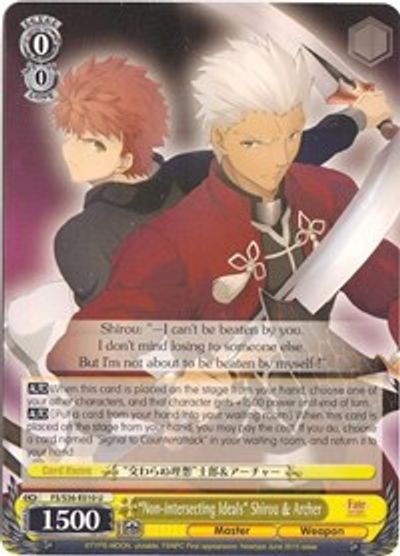 LEVEL
0
0
COST
Shirou: "—I can't be beaten by you.
I don't mind losing to someone else.
But I'm not about to be beaten by myself!"
AUTO When this card is placed on the stage from your hand, choose one of
your other characters, and that character gets +1500 power until end of turn.
AUTO [Put a card from your hand into your waiting room] When this card is
placed on the stage from your hand, you may pay the cost. If you do, choose a card
named "Signal to Counterattack" in your waiting room, and return it to your
hand.
Card Name
"交わらぬ理想"士郎&アーチャー
FS/S36-E010 U
"Non-intersecting Ideals" Shirou & Archer
1500
Master
Weapon
Fate